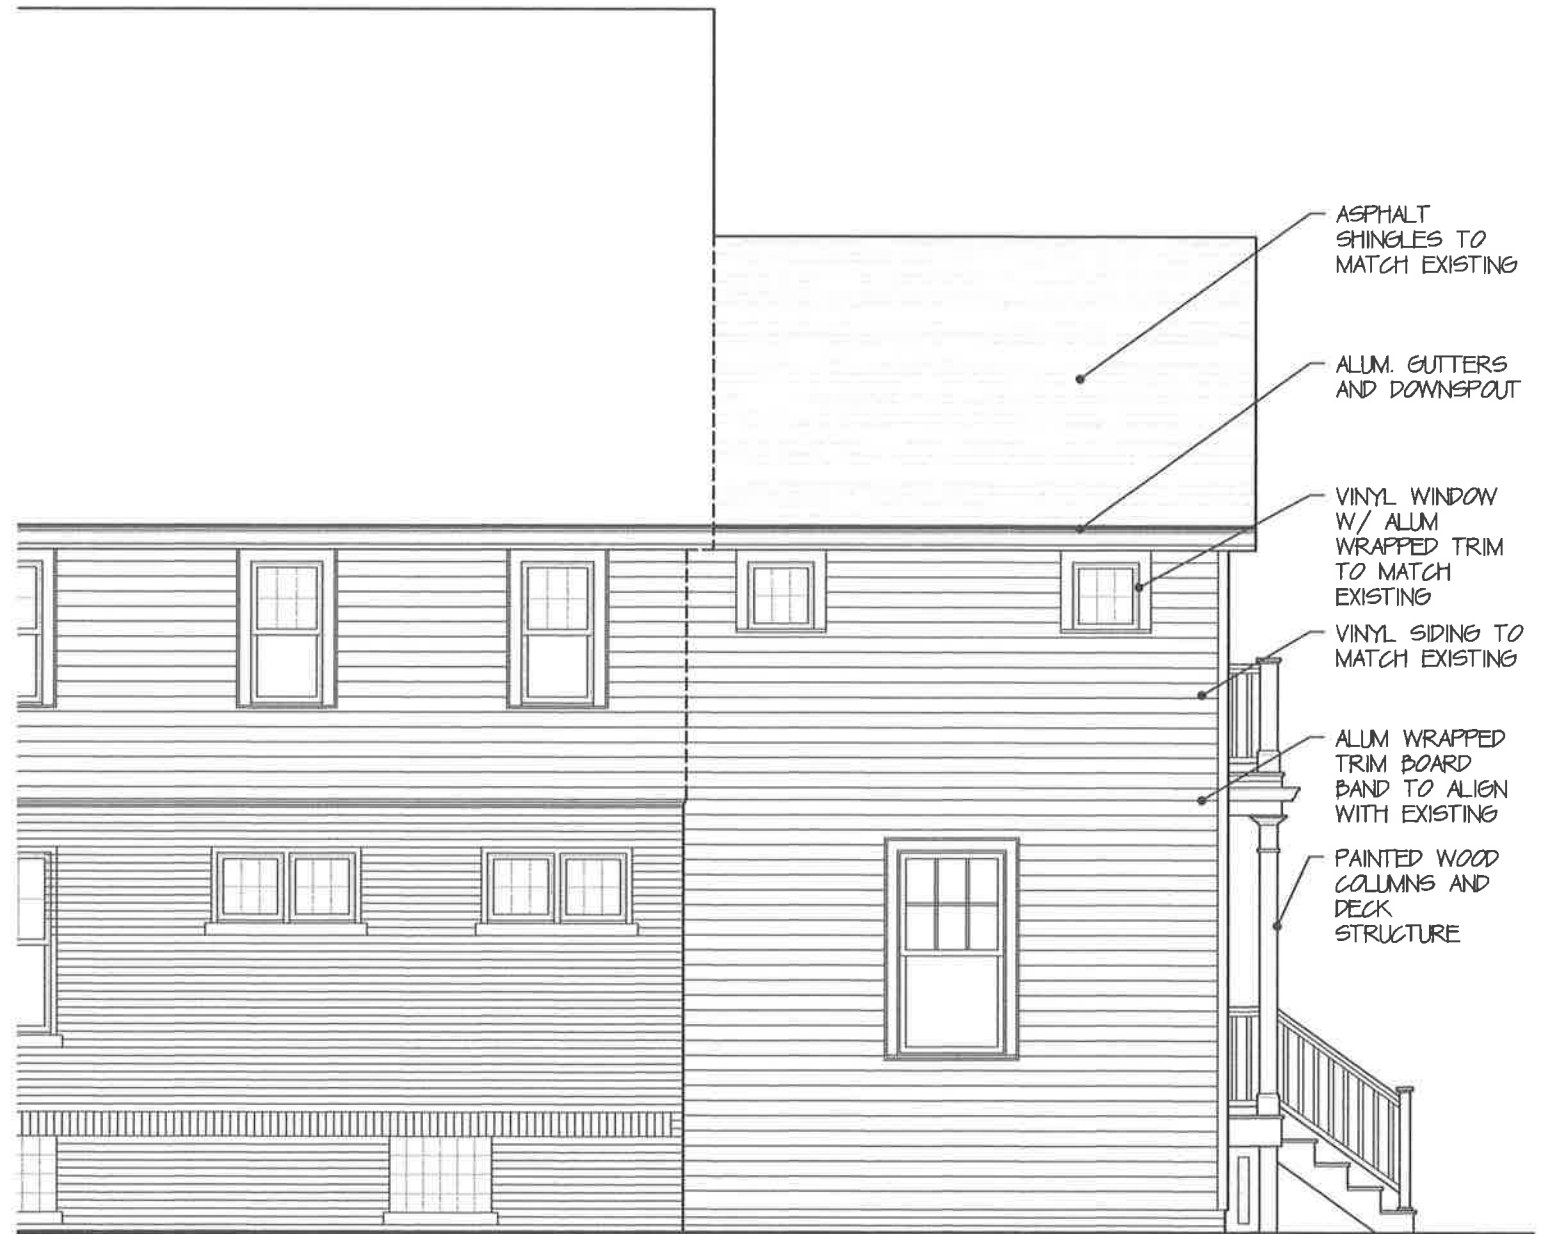 ASPHALT
SHINGLES TO
MATCH EXISTING
ALUM. GUTTERS
AND DOWNSPOUT
VINYL WINDOW
W/ ALUM
WRAPPED TRIM
TO MATCH
EXISTING
VINYL SIDING TO
MATCH EXISTING
ALUM WRAPPED
TRIM BOARD
BAND TO ALIGN
WITH EXISTING
PAINTED WOOD
COLUMNS AND
DECK
STRUCTURE